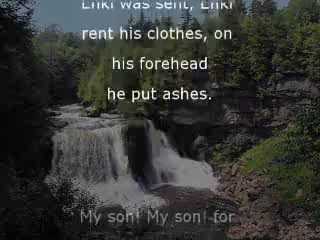 Enki was sent, Enki
rent his clothes, on
his forehead
he put ashes.
My son! My son! for